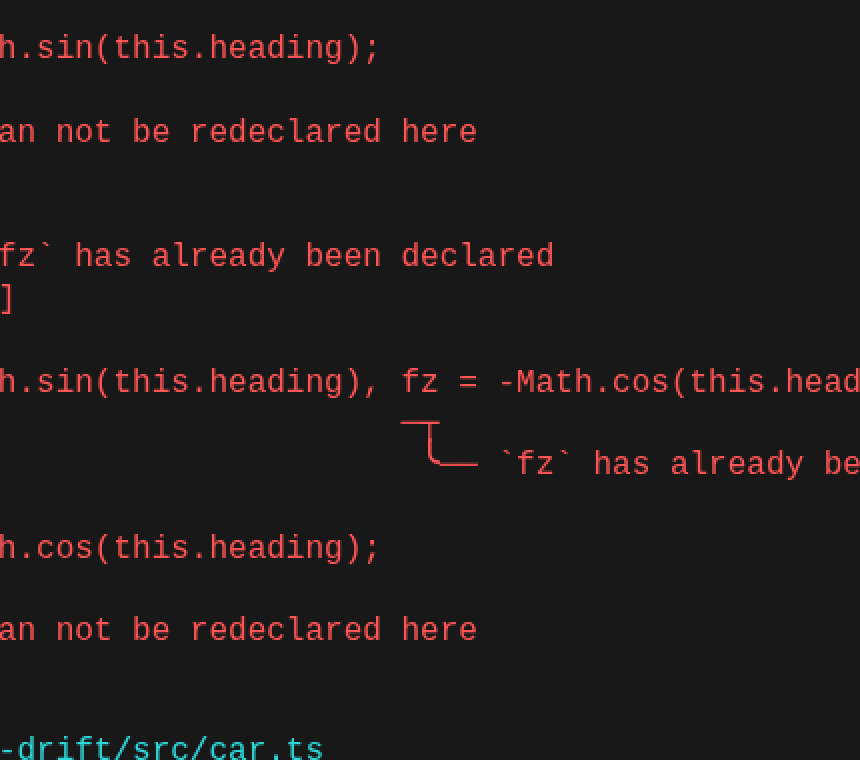 h.sin(this.heading);
an not be redeclared here
fz` has already been declared
]
h.sin(this.heading), fz = -Math.cos(this.head
`fz` has already be
h.cos(this.heading);
an not be redeclared here
-drift/src/car.ts